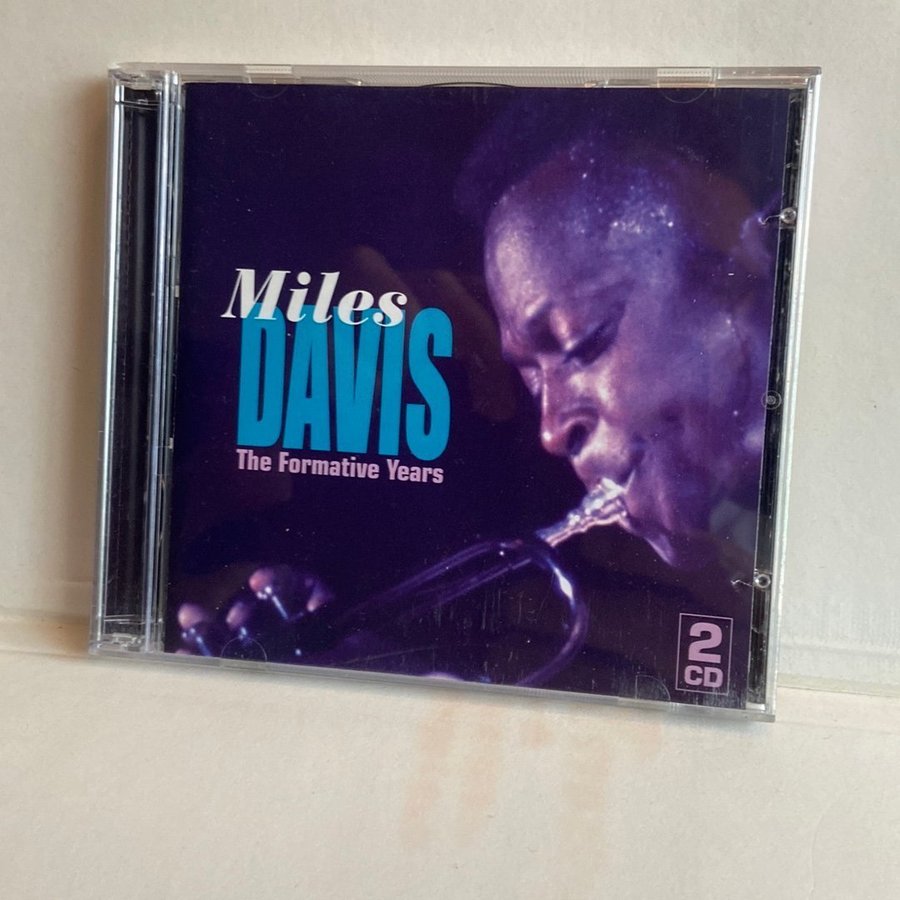 Miles
DAVIS
The Formative Years
2
CD